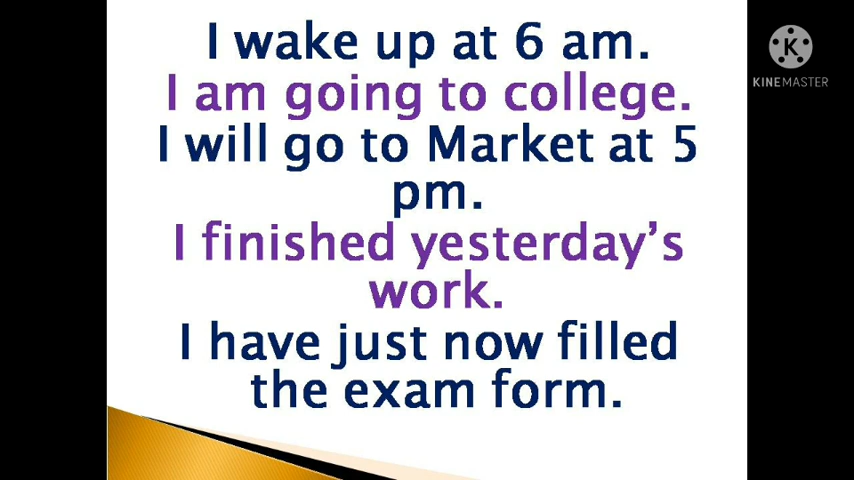 I wake up at 6 am.
I am going to college.
I will go to Market at 5
pm.
I finished yesterday's
work.
I have just now filled
the exam form.
K
KINEMASTER